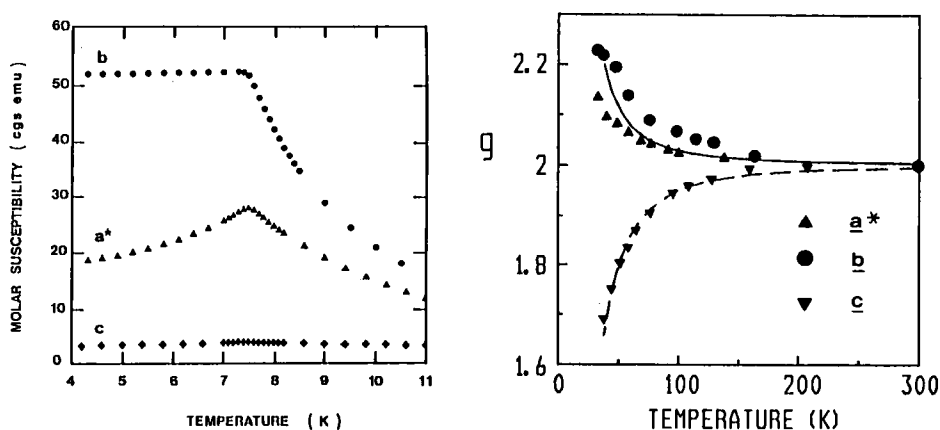 60
50
40
30
20
10
0
b
a*
c
MOLAR SUSCEPTIBILITY ( cgs emu )
4 5 6 7 8 9 10 11
TEMPERATURE ( K )
g
2.2
2
1.8
1.6
a*
b
c
0 100 200 300
TEMPERATURE (K)